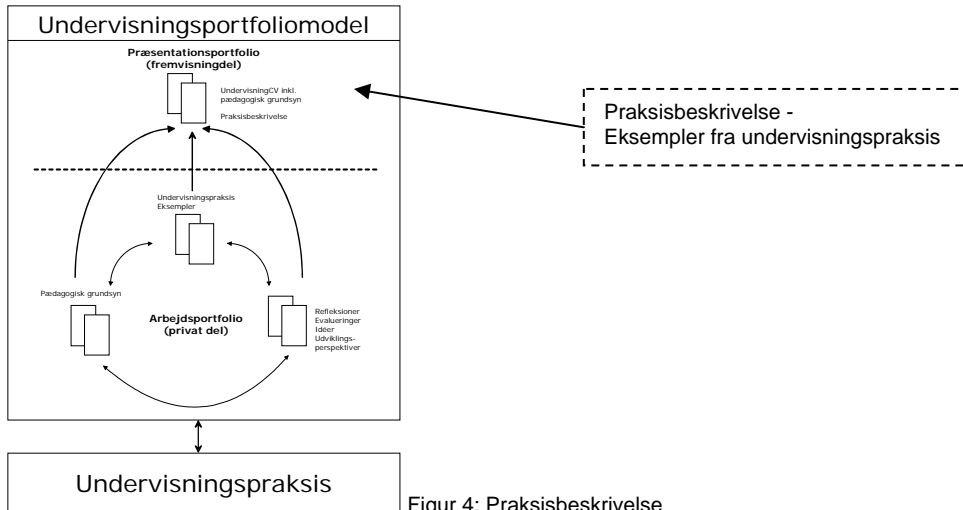 Undervisningsportfoliomodel
Præsentationsportfolio
(fremvisningdel)
UndervisningCV inkl.
pædagogisk grundsyn
Praksisbeskrivelse
Praksisbeskrivelse -
Eksempler fra undervisningspraksis
Undervisningspraksis
Eksempler
Pædagogisk grundsyn
Arbejdsportfolio
(privat del)
Refleksioner
Evalueringer
Idéer
Udviklings-
perspektiver
Undervisningspraksis
Figur 4: Praksisbeskrivelse